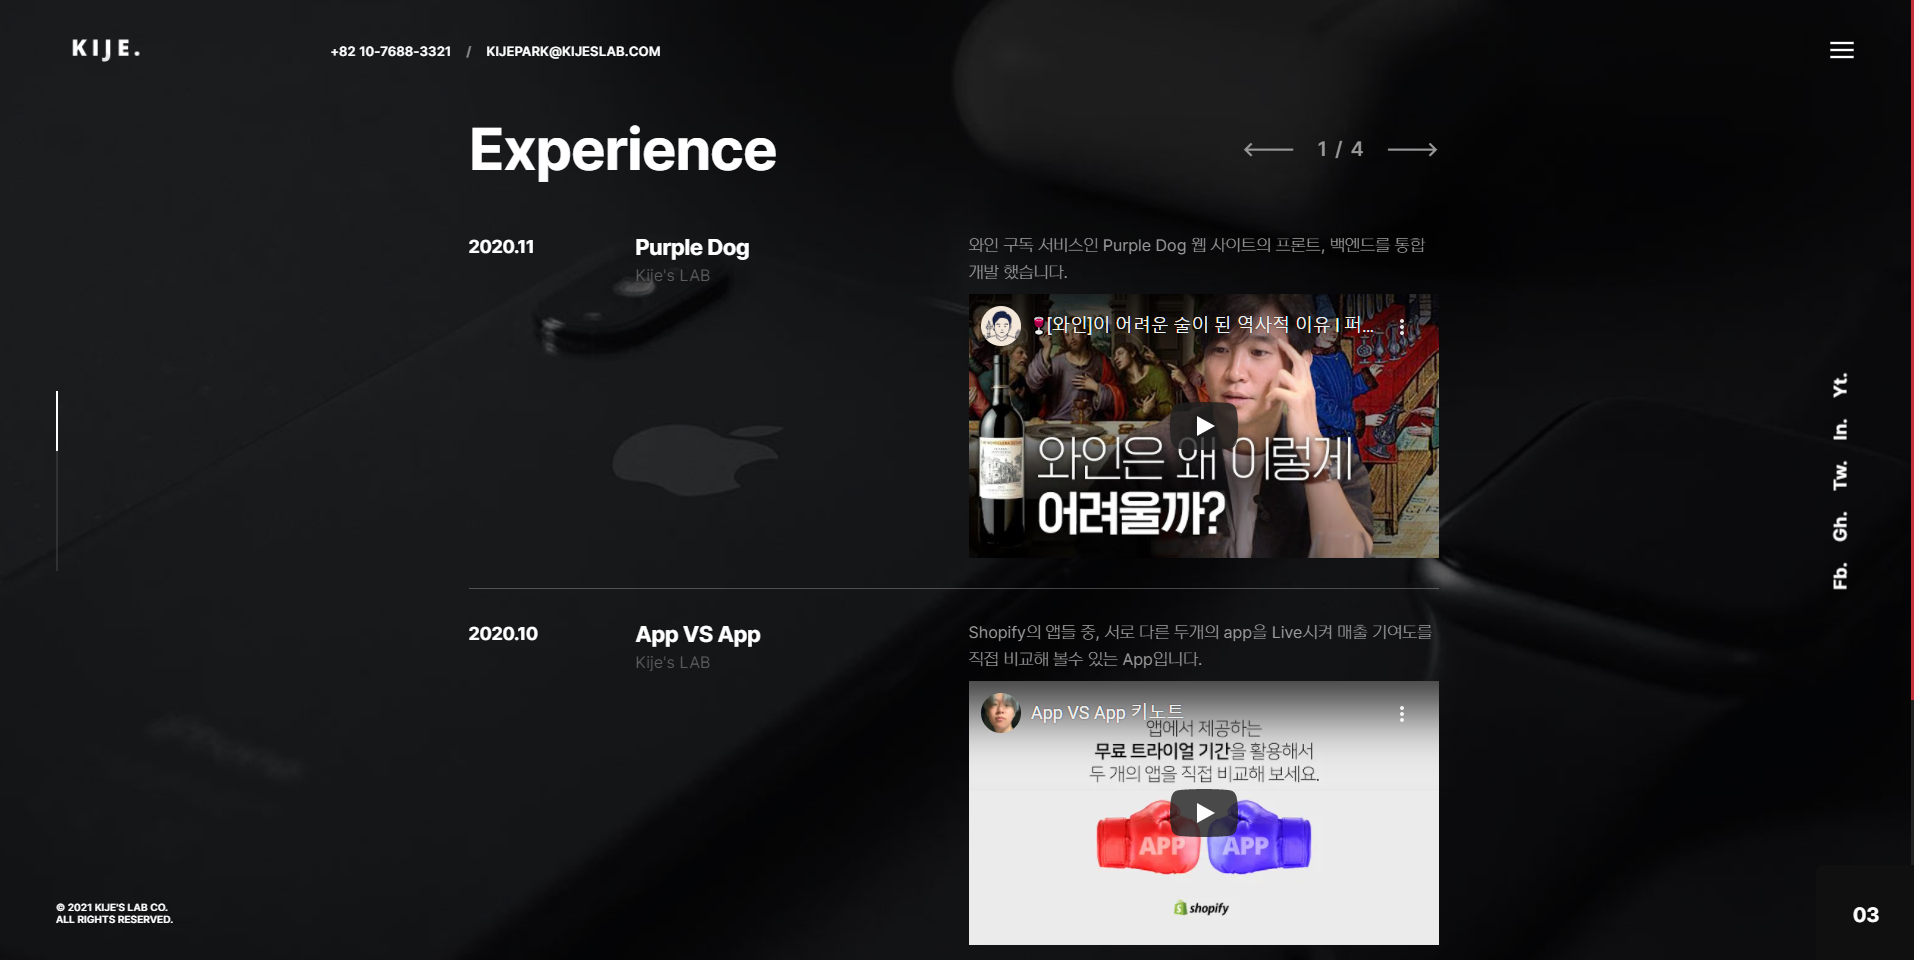 KIJE.
+82 10-7688-3321 / KIJEPARK@KIJESLAB.COM
Experience
1 / 4
2020.11
Purple Dog
Kije's LAB
와인 구독 서비스인 Purple Dog 웹 사이트의 프론트, 백엔드를 통합
개발 했습니다.
🍷[와인]이 어려운 술이 된 역사적 이유 I 퍼...
와인은 왜 이렇게
어려울까?
2020.10
App VS App
Kije's LAB
Shopify의 앱들 중, 서로 다른 두개의 app을 Live시켜 매출 기여도를
직접 비교해 볼수 있는 App입니다.
App VS App 키노트
앱에서 제공하는
무료 트라이얼 기간을 활용해서
두 개의 앱을 직접 비교해 보세요.
APP APP
shopify
Yt.
In.
Tw.
Gh.
Fb.
© 2021 KIJE'S LAB CO.
ALL RIGHTS RESERVED.
03